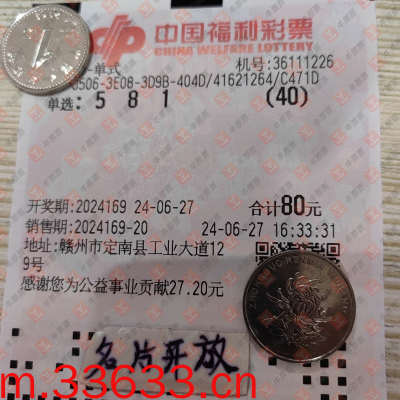 中国福利彩票
CHINA WELFARE LOTTERY
-单式
机号:36111226
0506-3E08-3D9B-404D/41621264/C471D
单选: 5 8 1 (40)
开奖期:2024169 24-06-27 合计80元
销售期:2024169-20 24-06-27 16:33:31
地址:赣州市定南县工业大道12
9号
感谢您为公益事业贡献27.20元
名片开放
m.33633.cn